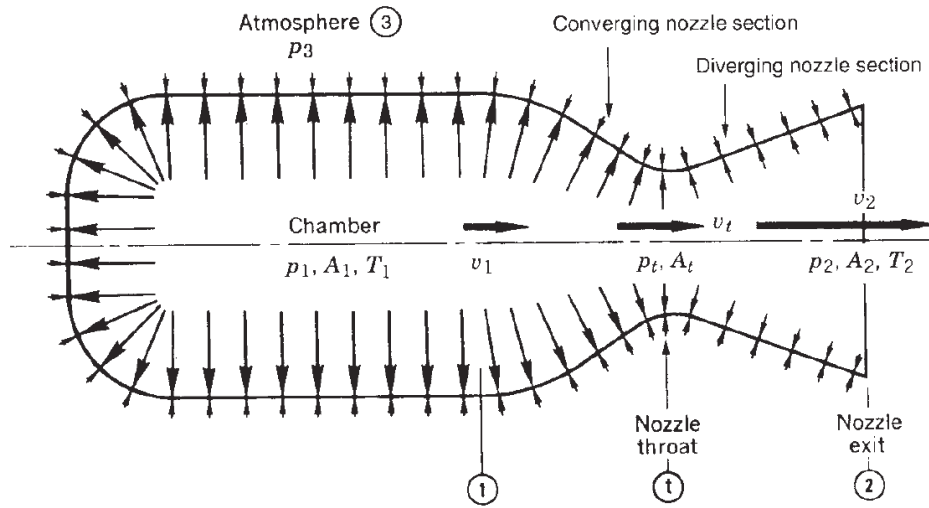 Atmosphere ③
p₃
Converging nozzle section
Diverging nozzle section
Chamber
p₁, A₁, T₁
v₁
vₜ
pₜ, Aₜ
v₂
p₂, A₂, T₂
Nozzle
throat
Nozzle
exit
①
ⓣ
②